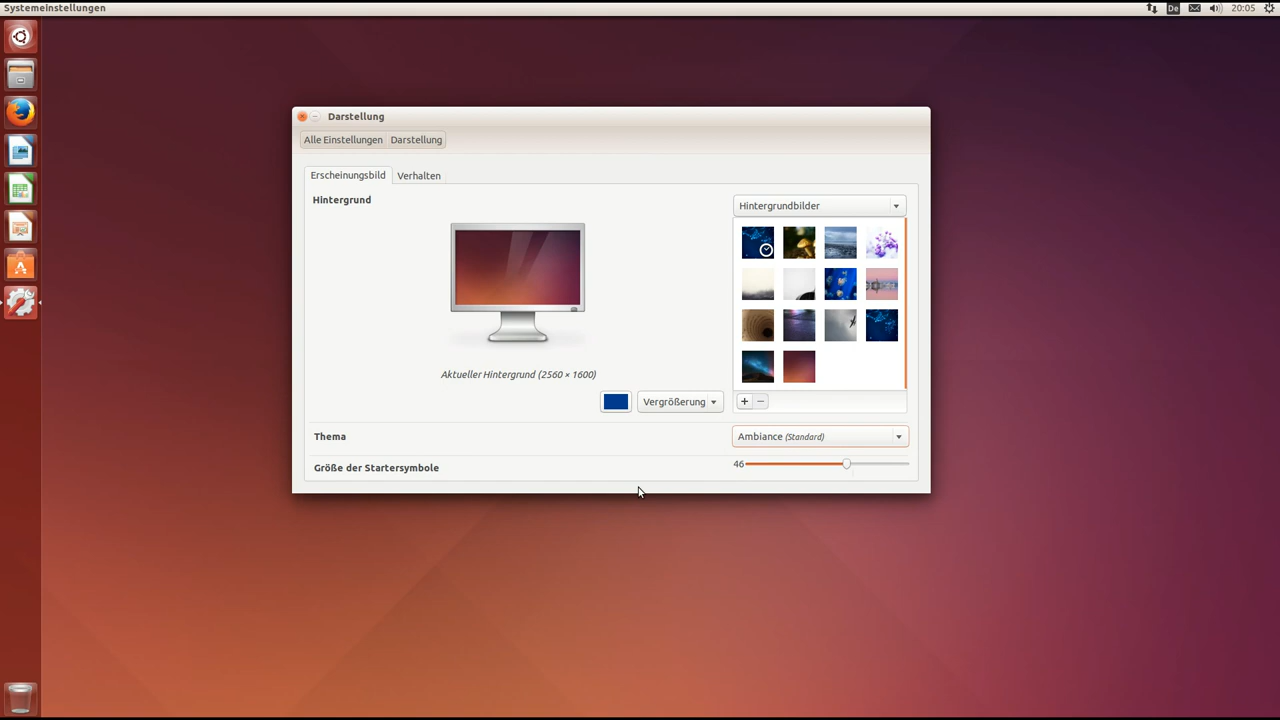 Systemeinstellungen
De
20:05
Darstellung
Alle Einstellungen Darstellung
Erscheinungsbild Verhalten
Hintergrund
Hintergrundbilder
Aktueller Hintergrund (2560 × 1600)
Vergrößerung
+ −
Thema
Ambiance (Standard)
Größe der Startersymbole
46